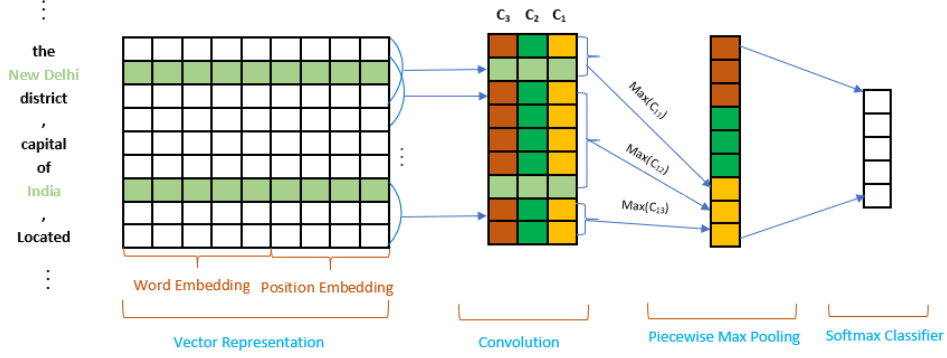 ⋮
the
New Delhi
district
,
capital
of
India
,
Located
⋮
⋮
C3 C2 C1
Max(C11)
Max(C12)
Max(C13)
Word Embedding
Position Embedding
Vector Representation
Convolution
Piecewise Max Pooling
Softmax Classifier